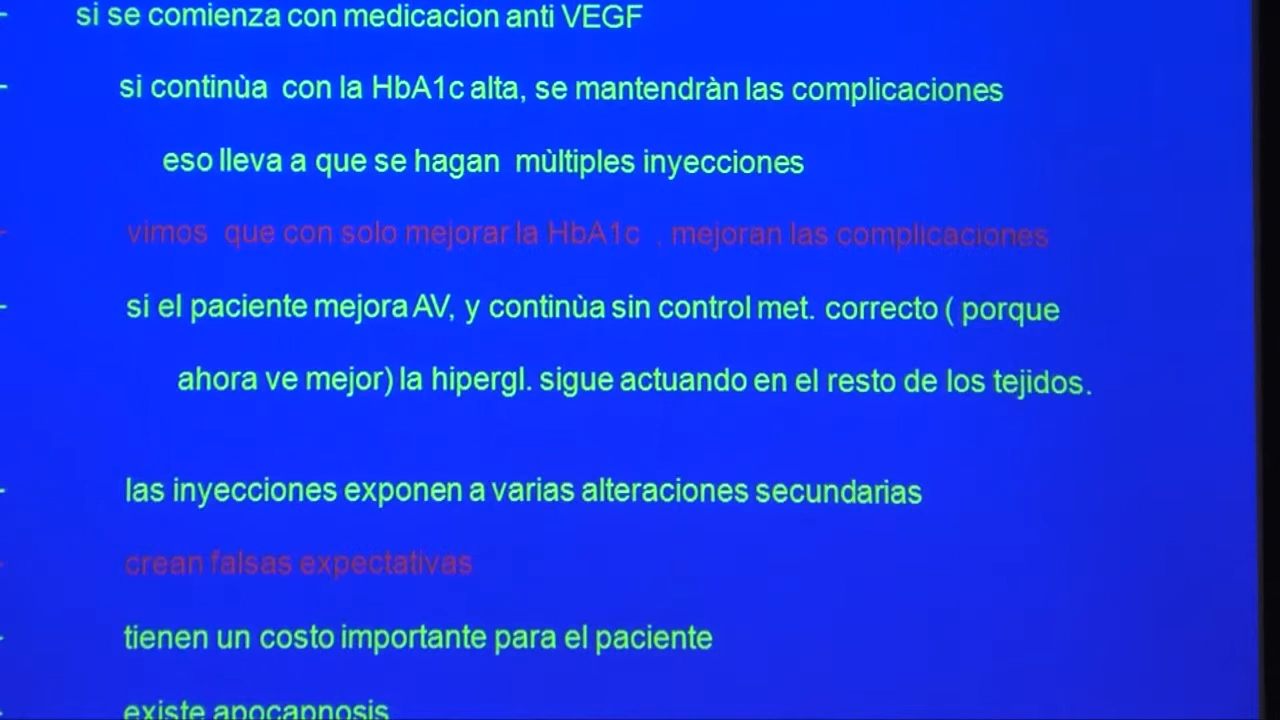 - si se comienza con medicacion anti VEGF
- si continùa con la HbA1c alta, se mantendràn las complicaciones
eso lleva a que se hagan mùltiples inyecciones
- vimos que con solo mejorar la HbA1c , mejoran las complicaciones
- si el paciente mejora AV, y continùa sin control met. correcto ( porque
ahora ve mejor) la hipergl. sigue actuando en el resto de los tejidos.
- las inyecciones exponen a varias alteraciones secundarias
- crean falsas expectativas
- tienen un costo importante para el paciente
- existe apocapnosis